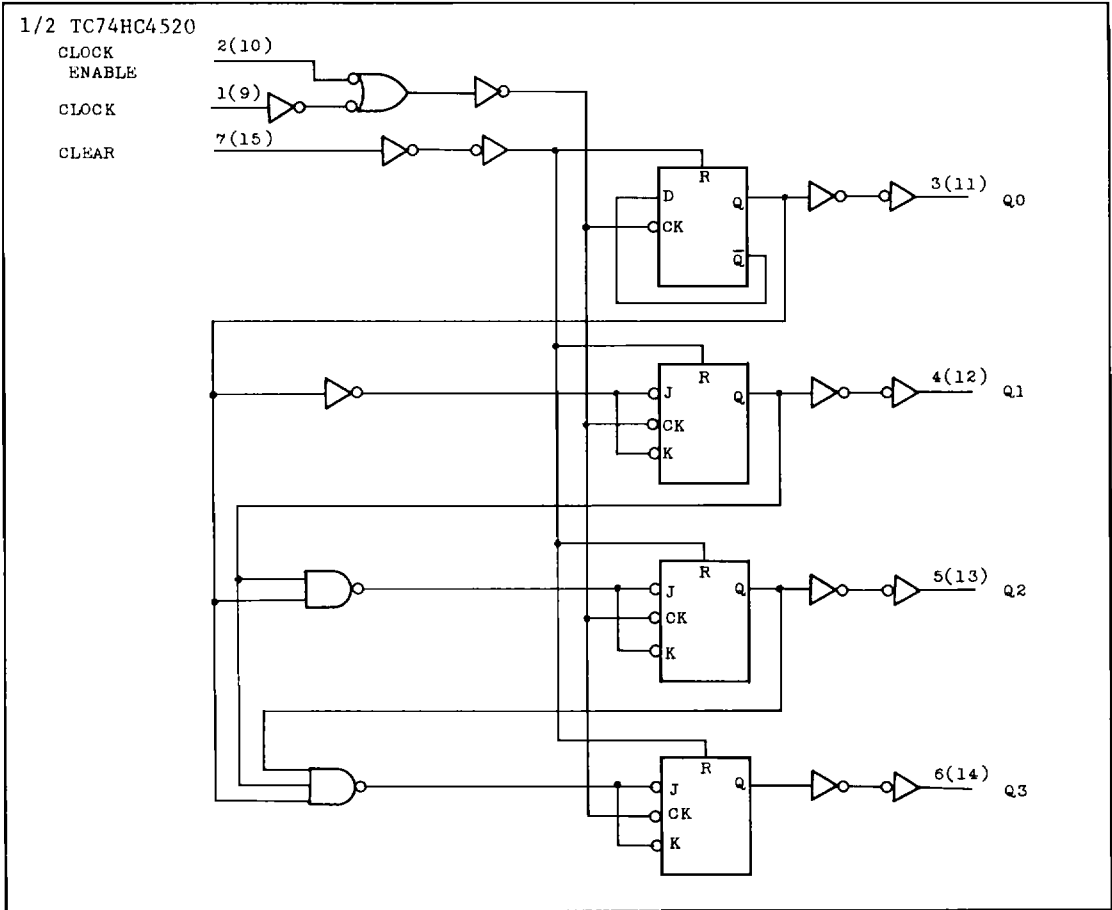 1/2 TC74HC4520
CLOCK ENABLE 2(10)
CLOCK 1(9)
CLEAR 7(15)
R
D Q 3(11) Q0
CK
Q̅
R
J Q 4(12) Q1
CK
K
R
J Q 5(13) Q2
CK
K
R
J Q 6(14) Q3
CK
K